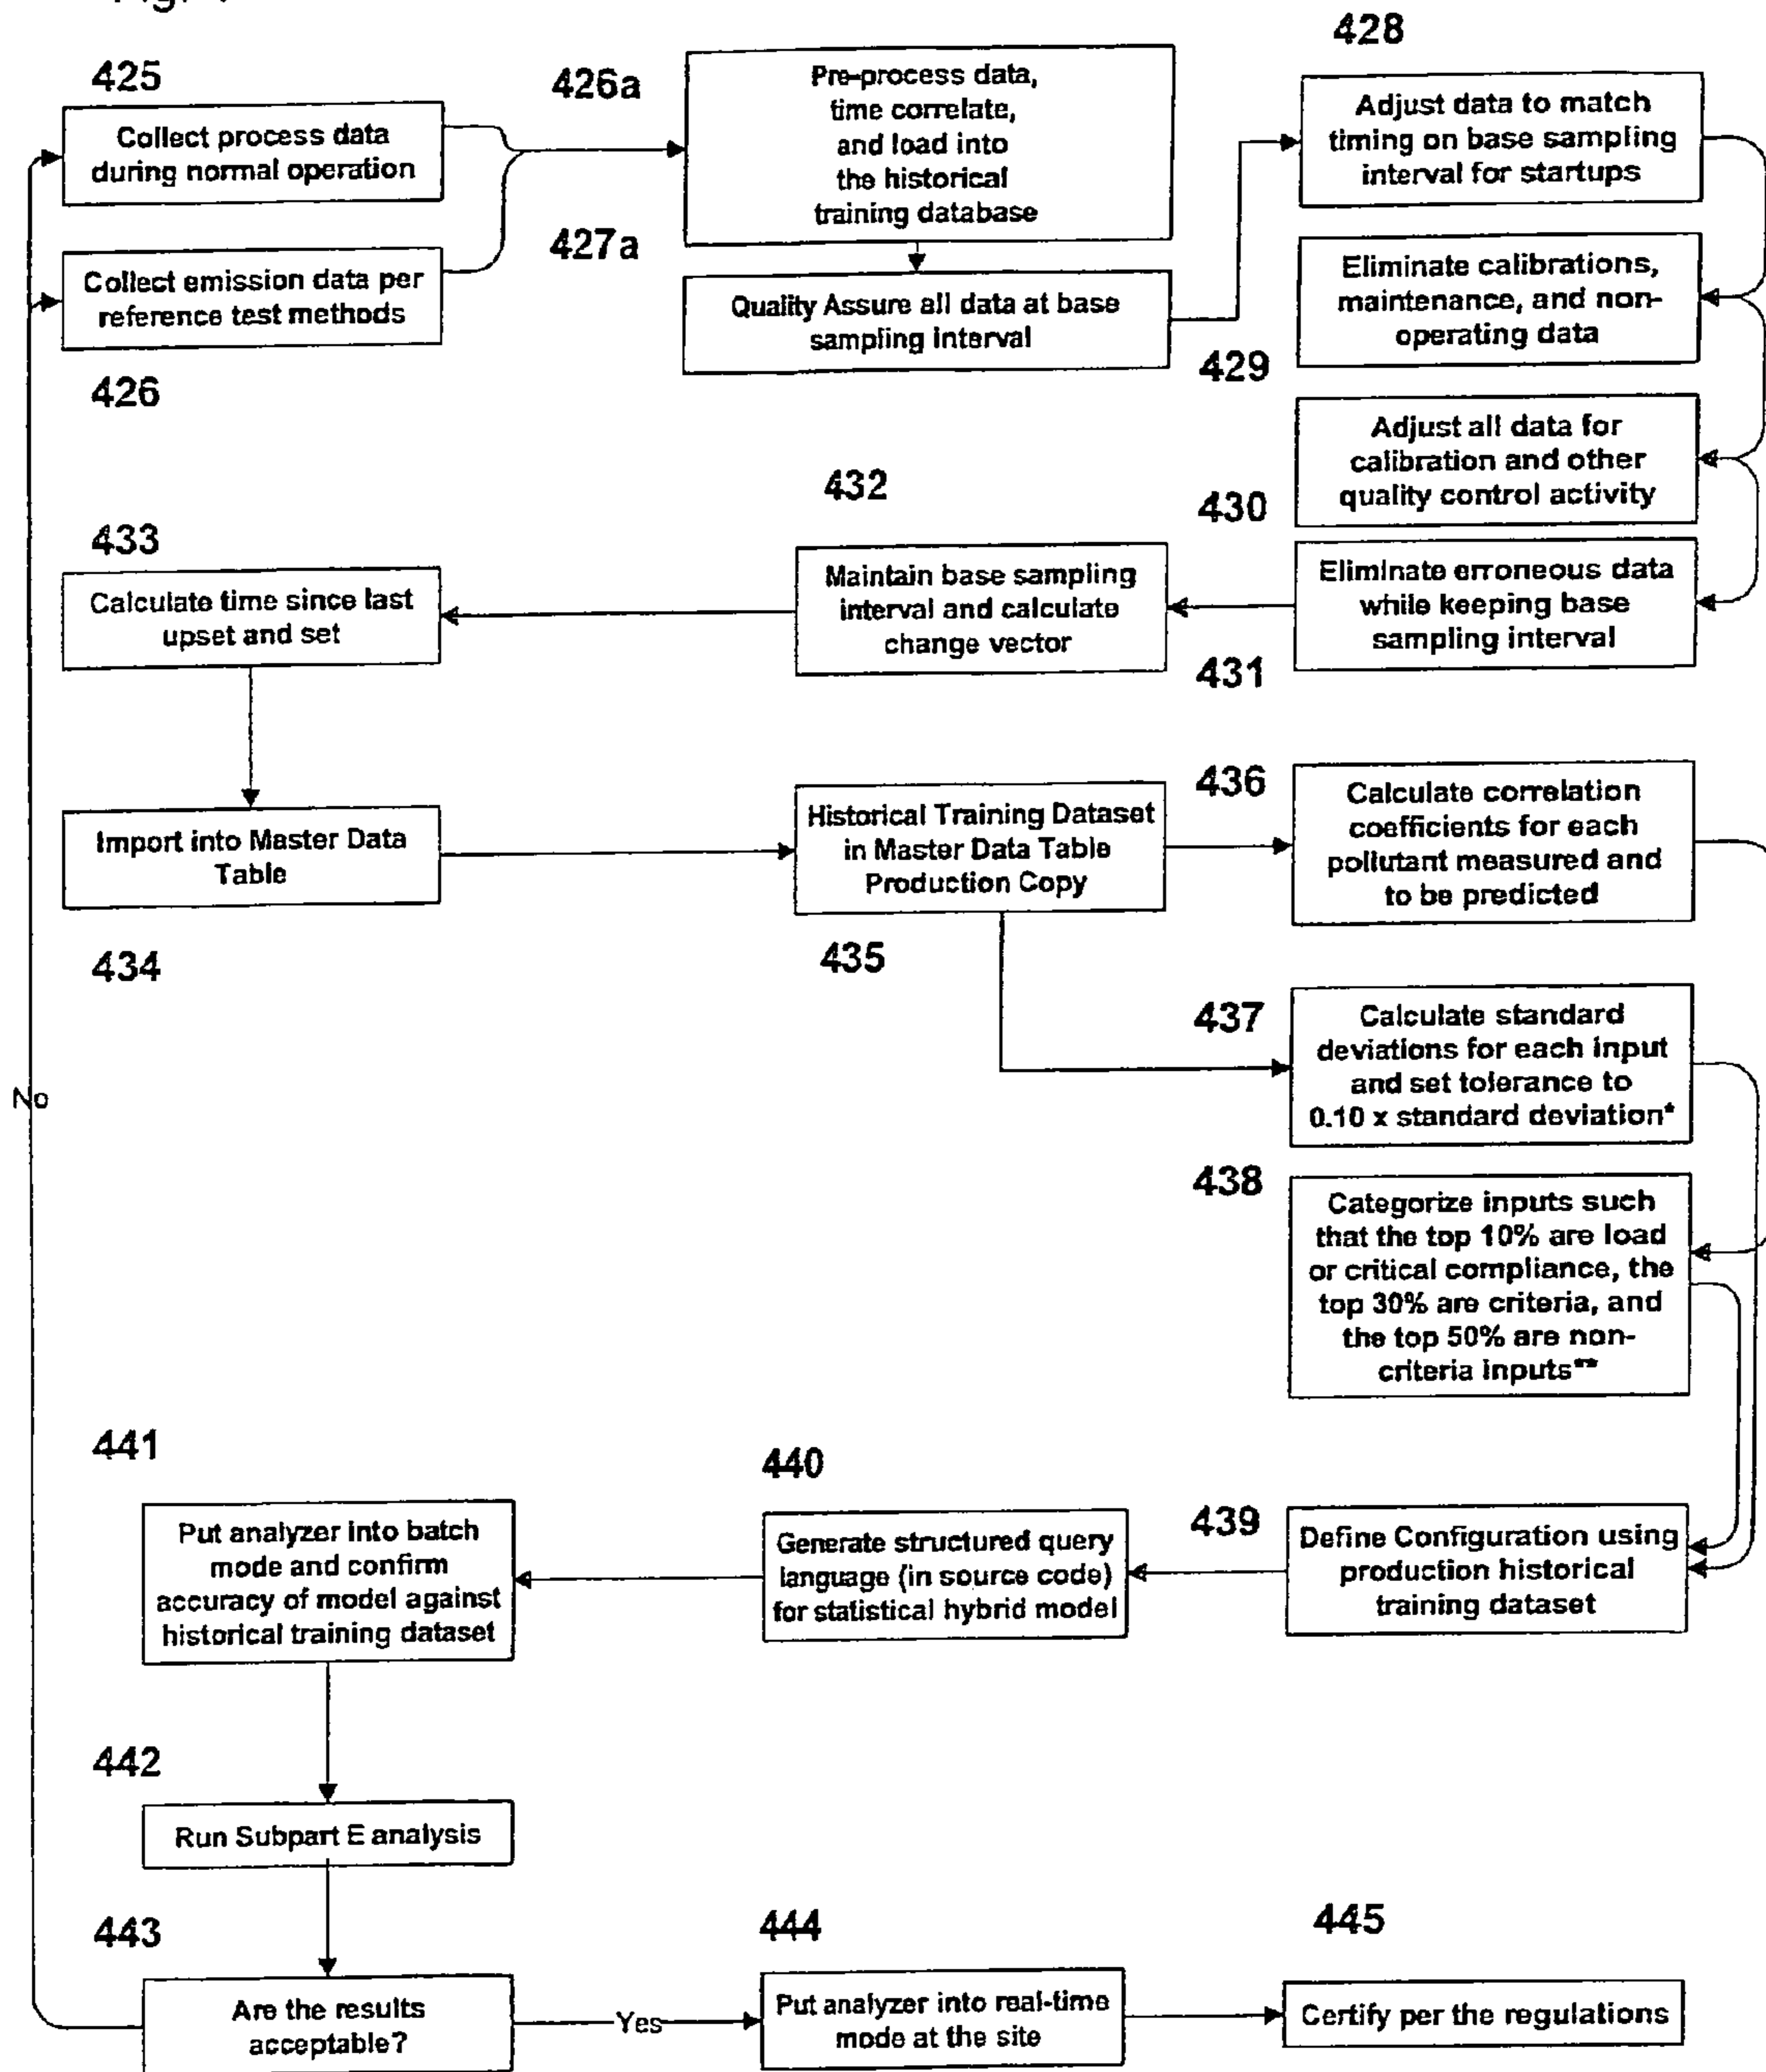 Fig.
425
Collect process data
during normal operation
426a
Pre-process data,
time correlate,
and load into
the historical
training database
428
Adjust data to match
timing on base sampling
interval for startups
Collect emission data per
reference test methods
426
427a
Quality Assure all data at base
sampling interval
Eliminate calibrations,
maintenance, and non-
operating data
429
Adjust all data for
calibration and other
quality control activity
430
433
Calculate time since last
upset and set
432
Maintain base sampling
interval and calculate
change vector
Eliminate erroneous data
while keeping base
sampling interval
431
Import into Master Data
Table
434
Historical Training Dataset
in Master Data Table
Production Copy
435
436
Calculate correlation
coefficients for each
pollutant measured and
to be predicted
437
Calculate standard
deviations for each input
and set tolerance to
0.10 x standard deviation*
No
438
Categorize inputs such
that the top 10% are load
or critical compliance, the
top 30% are criteria, and
the top 50% are non-
criteria inputs**
441
Put analyzer into batch
mode and confirm
accuracy of model against
historical training dataset
440
Generate structured query
language (in source code)
for statistical hybrid model
439
Define Configuration using
production historical
training dataset
442
Run Subpart E analysis
443
Are the results
acceptable?
Yes
444
Put analyzer into real-time
mode at the site
445
Certify per the regulations